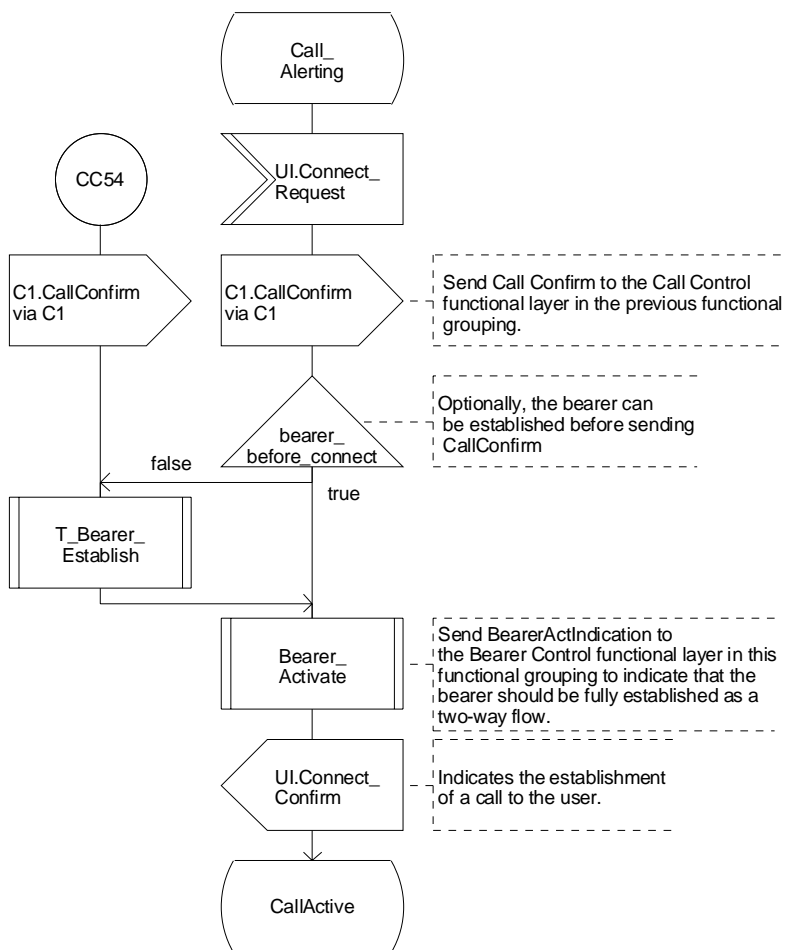 Call_
Alerting
CC54
UI.Connect_
Request
C1.CallConfirm
via C1
C1.CallConfirm
via C1
Send Call Confirm to the Call Control
functional layer in the previous functional
grouping.
bearer_
before_connect
Optionally, the bearer can
be established before sending
CallConfirm
false
true
T_Bearer_
Establish
Bearer_
Activate
Send BearerActIndication to
the Bearer Control functional layer in this
functional grouping to indicate that the
bearer should be fully established as a
two-way flow.
UI.Connect_
Confirm
Indicates the establishment
of a call to the user.
CallActive